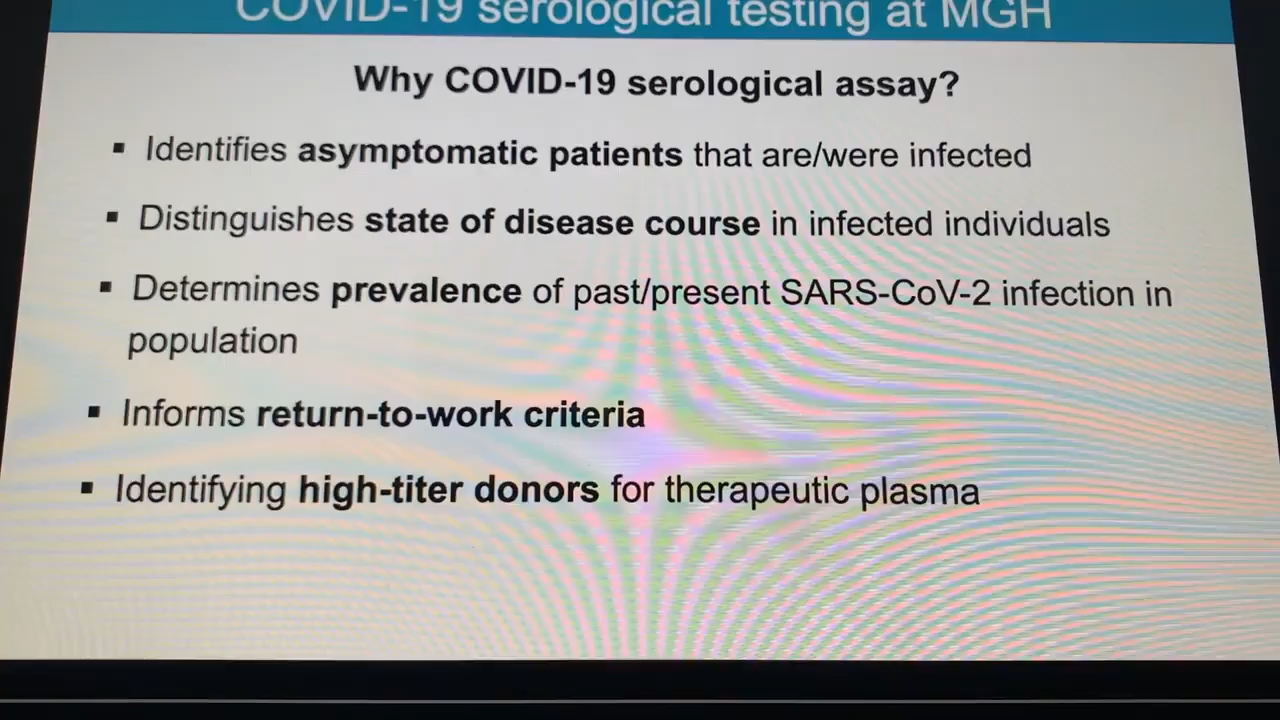 COVID-19 serological testing at MGH
Why COVID-19 serological assay?
▪ Identifies asymptomatic patients that are/were infected
▪ Distinguishes state of disease course in infected individuals
▪ Determines prevalence of past/present SARS-CoV-2 infection in
population
▪ Informs return-to-work criteria
▪ Identifying high-titer donors for therapeutic plasma